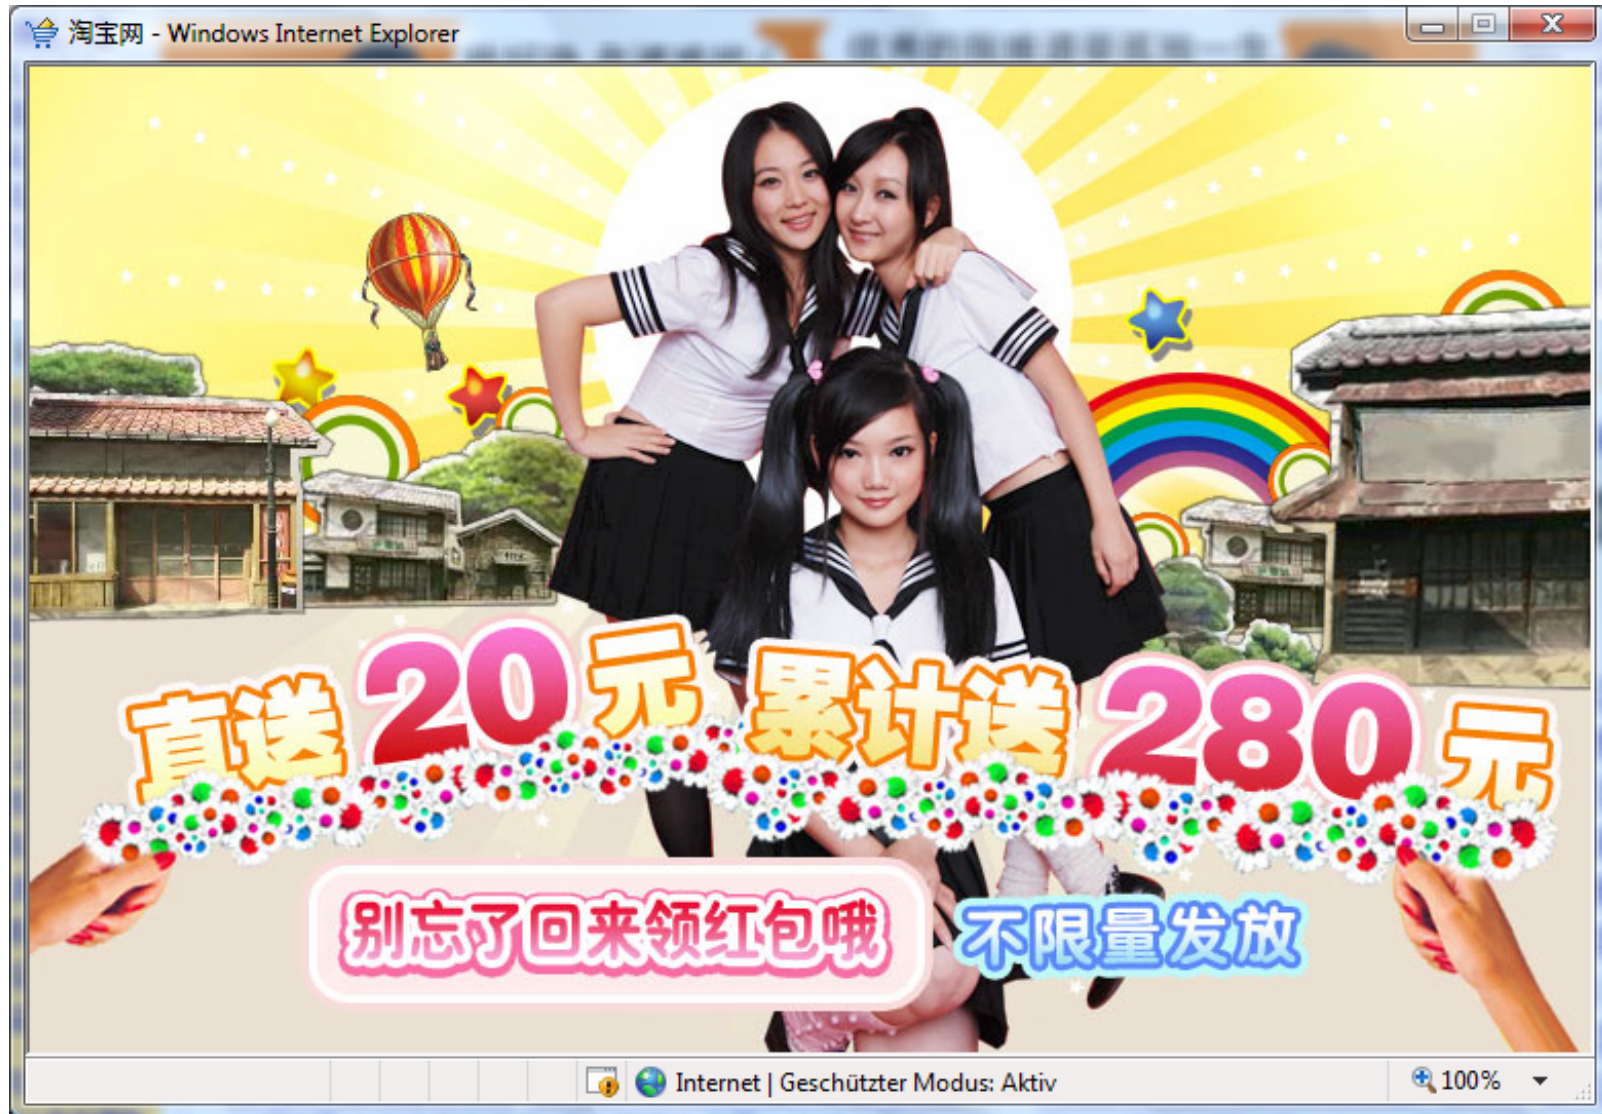 淘宝网 - Windows Internet Explorer
直送20元 累计送280元
别忘了回来领红包哦 不限量发放
Internet | Geschützter Modus: Aktiv
100%